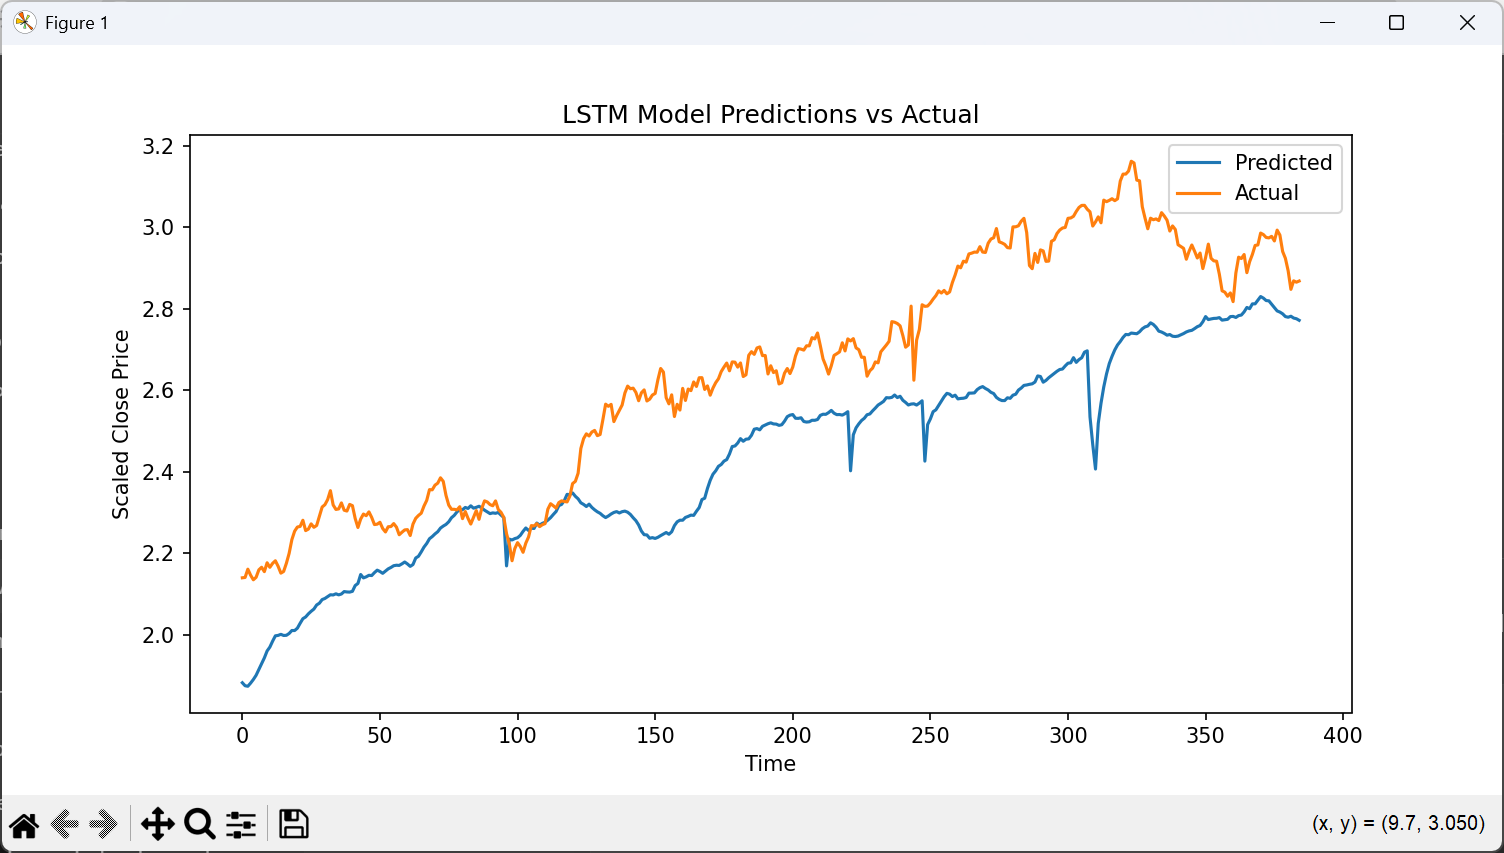 Figure 1
LSTM Model Predictions vs Actual
Predicted
Actual
Scaled Close Price
3.2
3.0
2.8
2.6
2.4
2.2
2.0
0 50 100 150 200 250 300 350 400
Time
(x, y) = (9.7, 3.050)